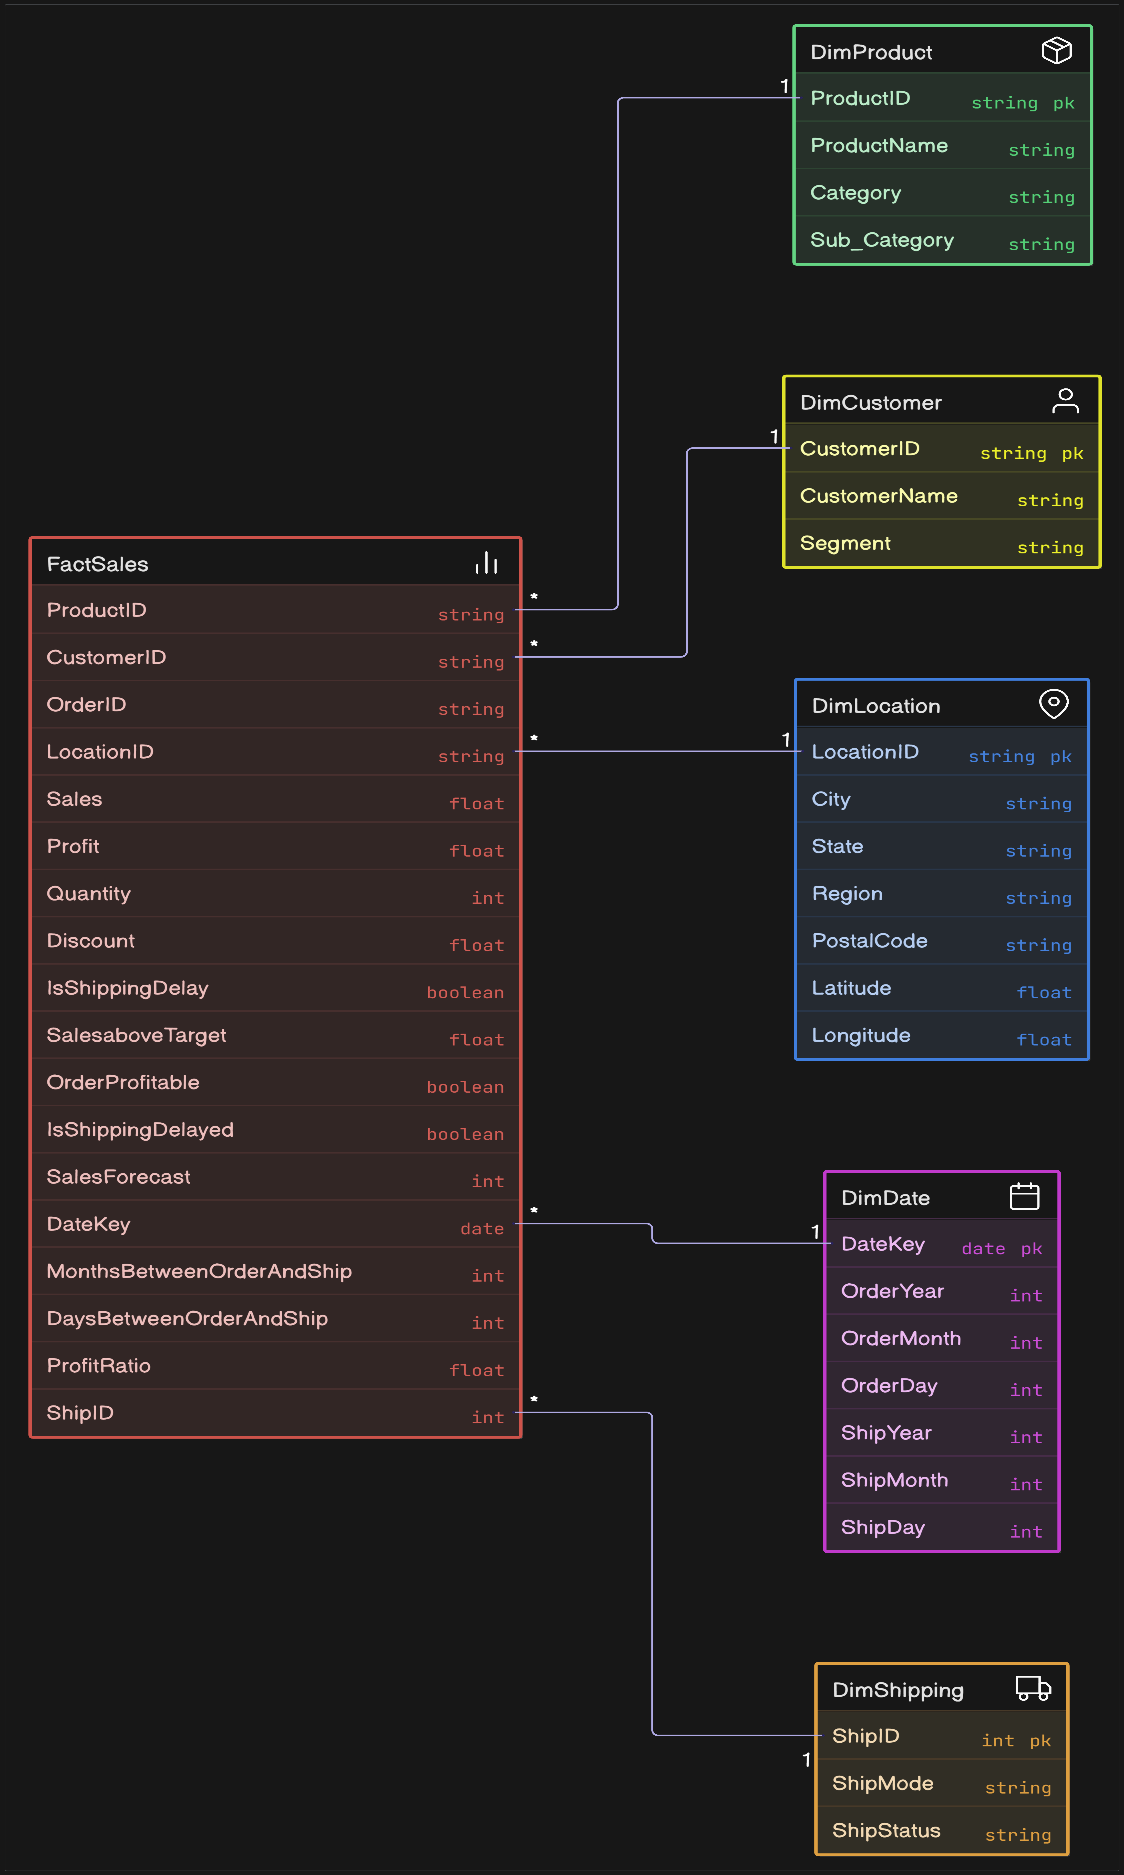 DimProduct
1
ProductID string pk
ProductName string
Category string
Sub_Category string
DimCustomer
1
CustomerID string pk
CustomerName string
Segment string
FactSales
ProductID string *
CustomerID string *
OrderID string
LocationID string *
Sales float
Profit float
Quantity int
Discount float
IsShippingDelay boolean
SalesaboveTarget float
OrderProfitable boolean
IsShippingDelayed boolean
SalesForecast int
DateKey date *
MonthsBetweenOrderAndShip int
DaysBetweenOrderAndShip int
ProfitRatio float
ShipID int *
DimLocation
1
LocationID string pk
City string
State string
Region string
PostalCode string
Latitude float
Longitude float
DimDate
1
DateKey date pk
OrderYear int
OrderMonth int
OrderDay int
ShipYear int
ShipMonth int
ShipDay int
DimShipping
ShipID int pk
1
ShipMode string
ShipStatus string